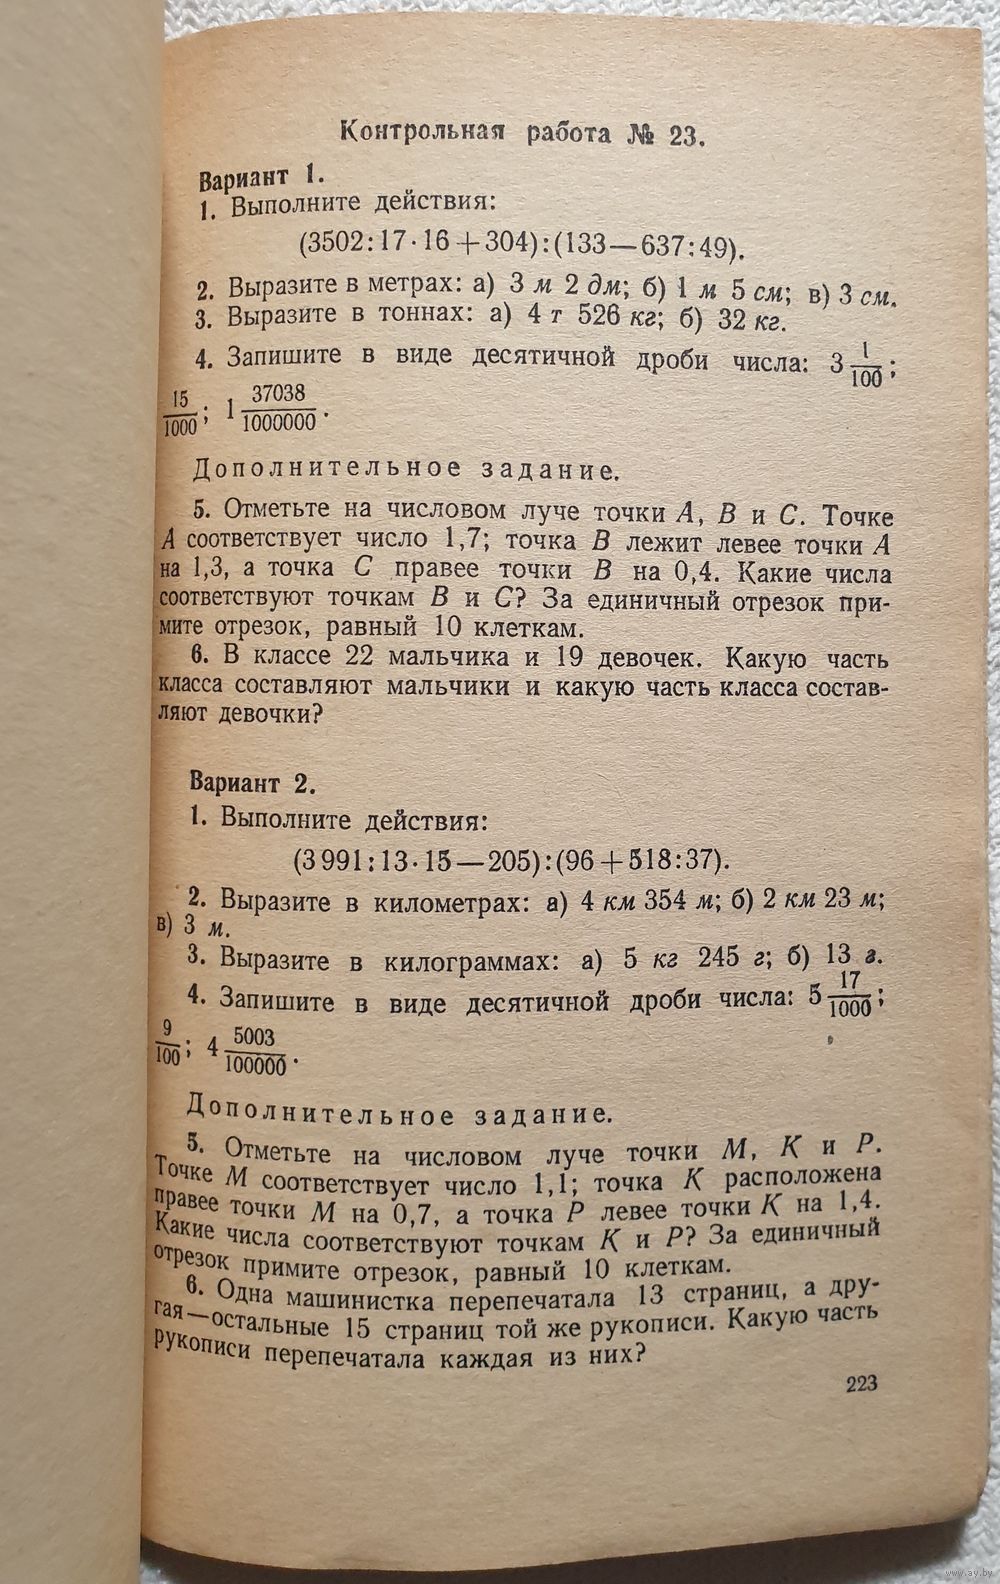 Контрольная работа № 23.
Вариант 1.
1. Выполните действия:
(3502:17·16+304):(133—637:49).
2. Выразите в метрах: а) 3 м 2 дм; б) 1 м 5 см; в) 3 см.
3. Выразите в тоннах: а) 4 т 526 кг; б) 32 кг.
4. Запишите в виде десятичной дроби числа: 3 1/100;
15/1000; 1 37038/1000000.
Дополнительное задание.
5. Отметьте на числовом луче точки A, B и C. Точке
A соответствует число 1,7; точка B лежит левее точки A
на 1,3, а точка C правее точки B на 0,4. Какие числа
соответствуют точкам B и C? За единичный отрезок при-
мите отрезок, равный 10 клеткам.
6. В классе 22 мальчика и 19 девочек. Какую часть
класса составляют мальчики и какую часть класса состав-
ляют девочки?
Вариант 2.
1. Выполните действия:
(3 991:13·15—205):(96+518:37).
2. Выразите в километрах: а) 4 км 354 м; б) 2 км 23 м;
в) 3 м.
3. Выразите в килограммах: а) 5 кг 245 г; б) 13 г.
4. Запишите в виде десятичной дроби числа: 5 17/1000;
9/100; 4 5003/100000.
Дополнительное задание.
5. Отметьте на числовом луче точки M, K и P.
Точке M соответствует число 1,1; точка K расположена
правее точки M на 0,7, а точка P левее точки K на 1,4.
Какие числа соответствуют точкам K и P? За единичный
отрезок примите отрезок, равный 10 клеткам.
6. Одна машинистка перепечатала 13 страниц, а дру-
гая—остальные 15 страниц той же рукописи. Какую часть
рукописи перепечатала каждая из них?
223
www.ay.by